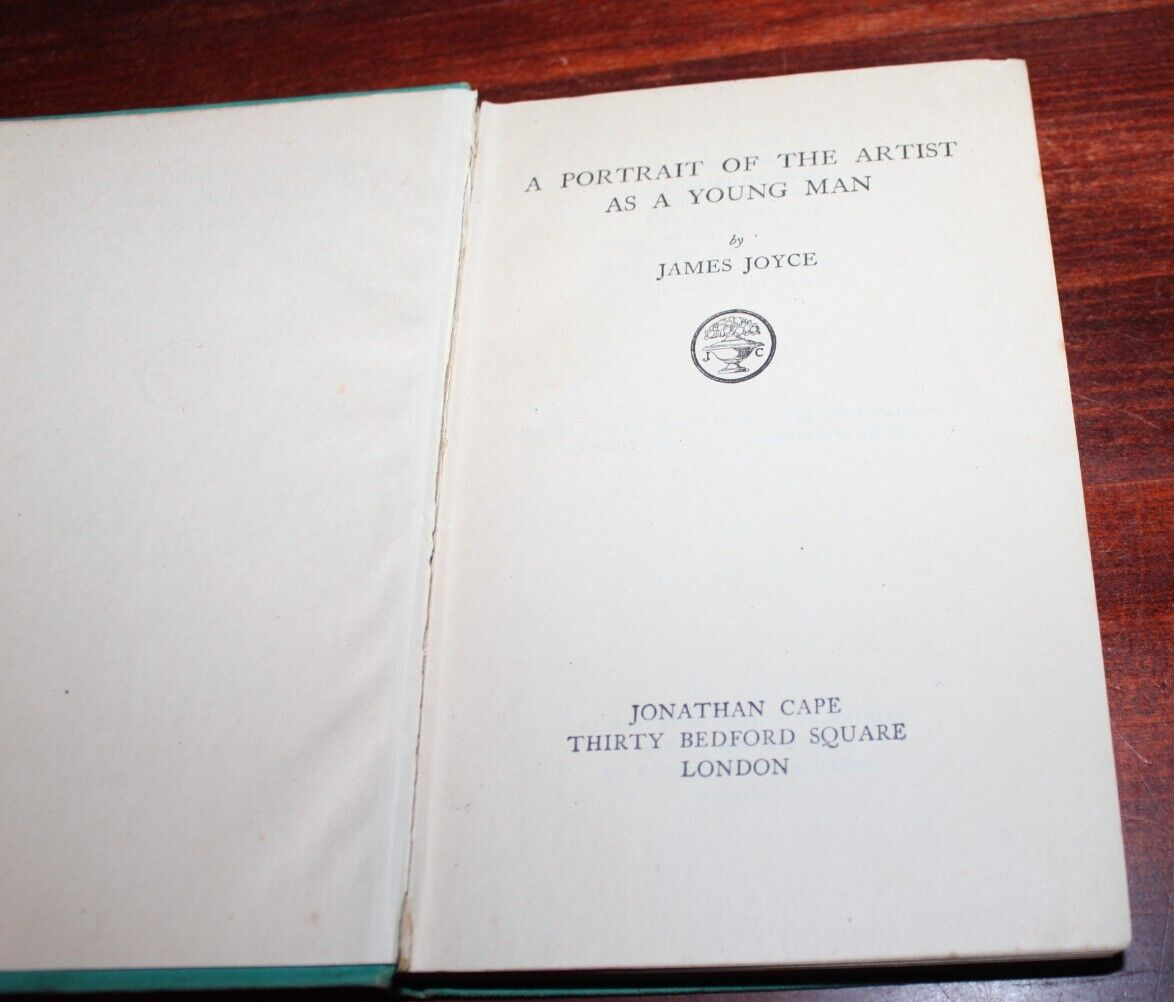 A PORTRAIT OF THE ARTIST
AS A YOUNG MAN
by
JAMES JOYCE
J C
JONATHAN CAPE
THIRTY BEDFORD SQUARE
LONDON